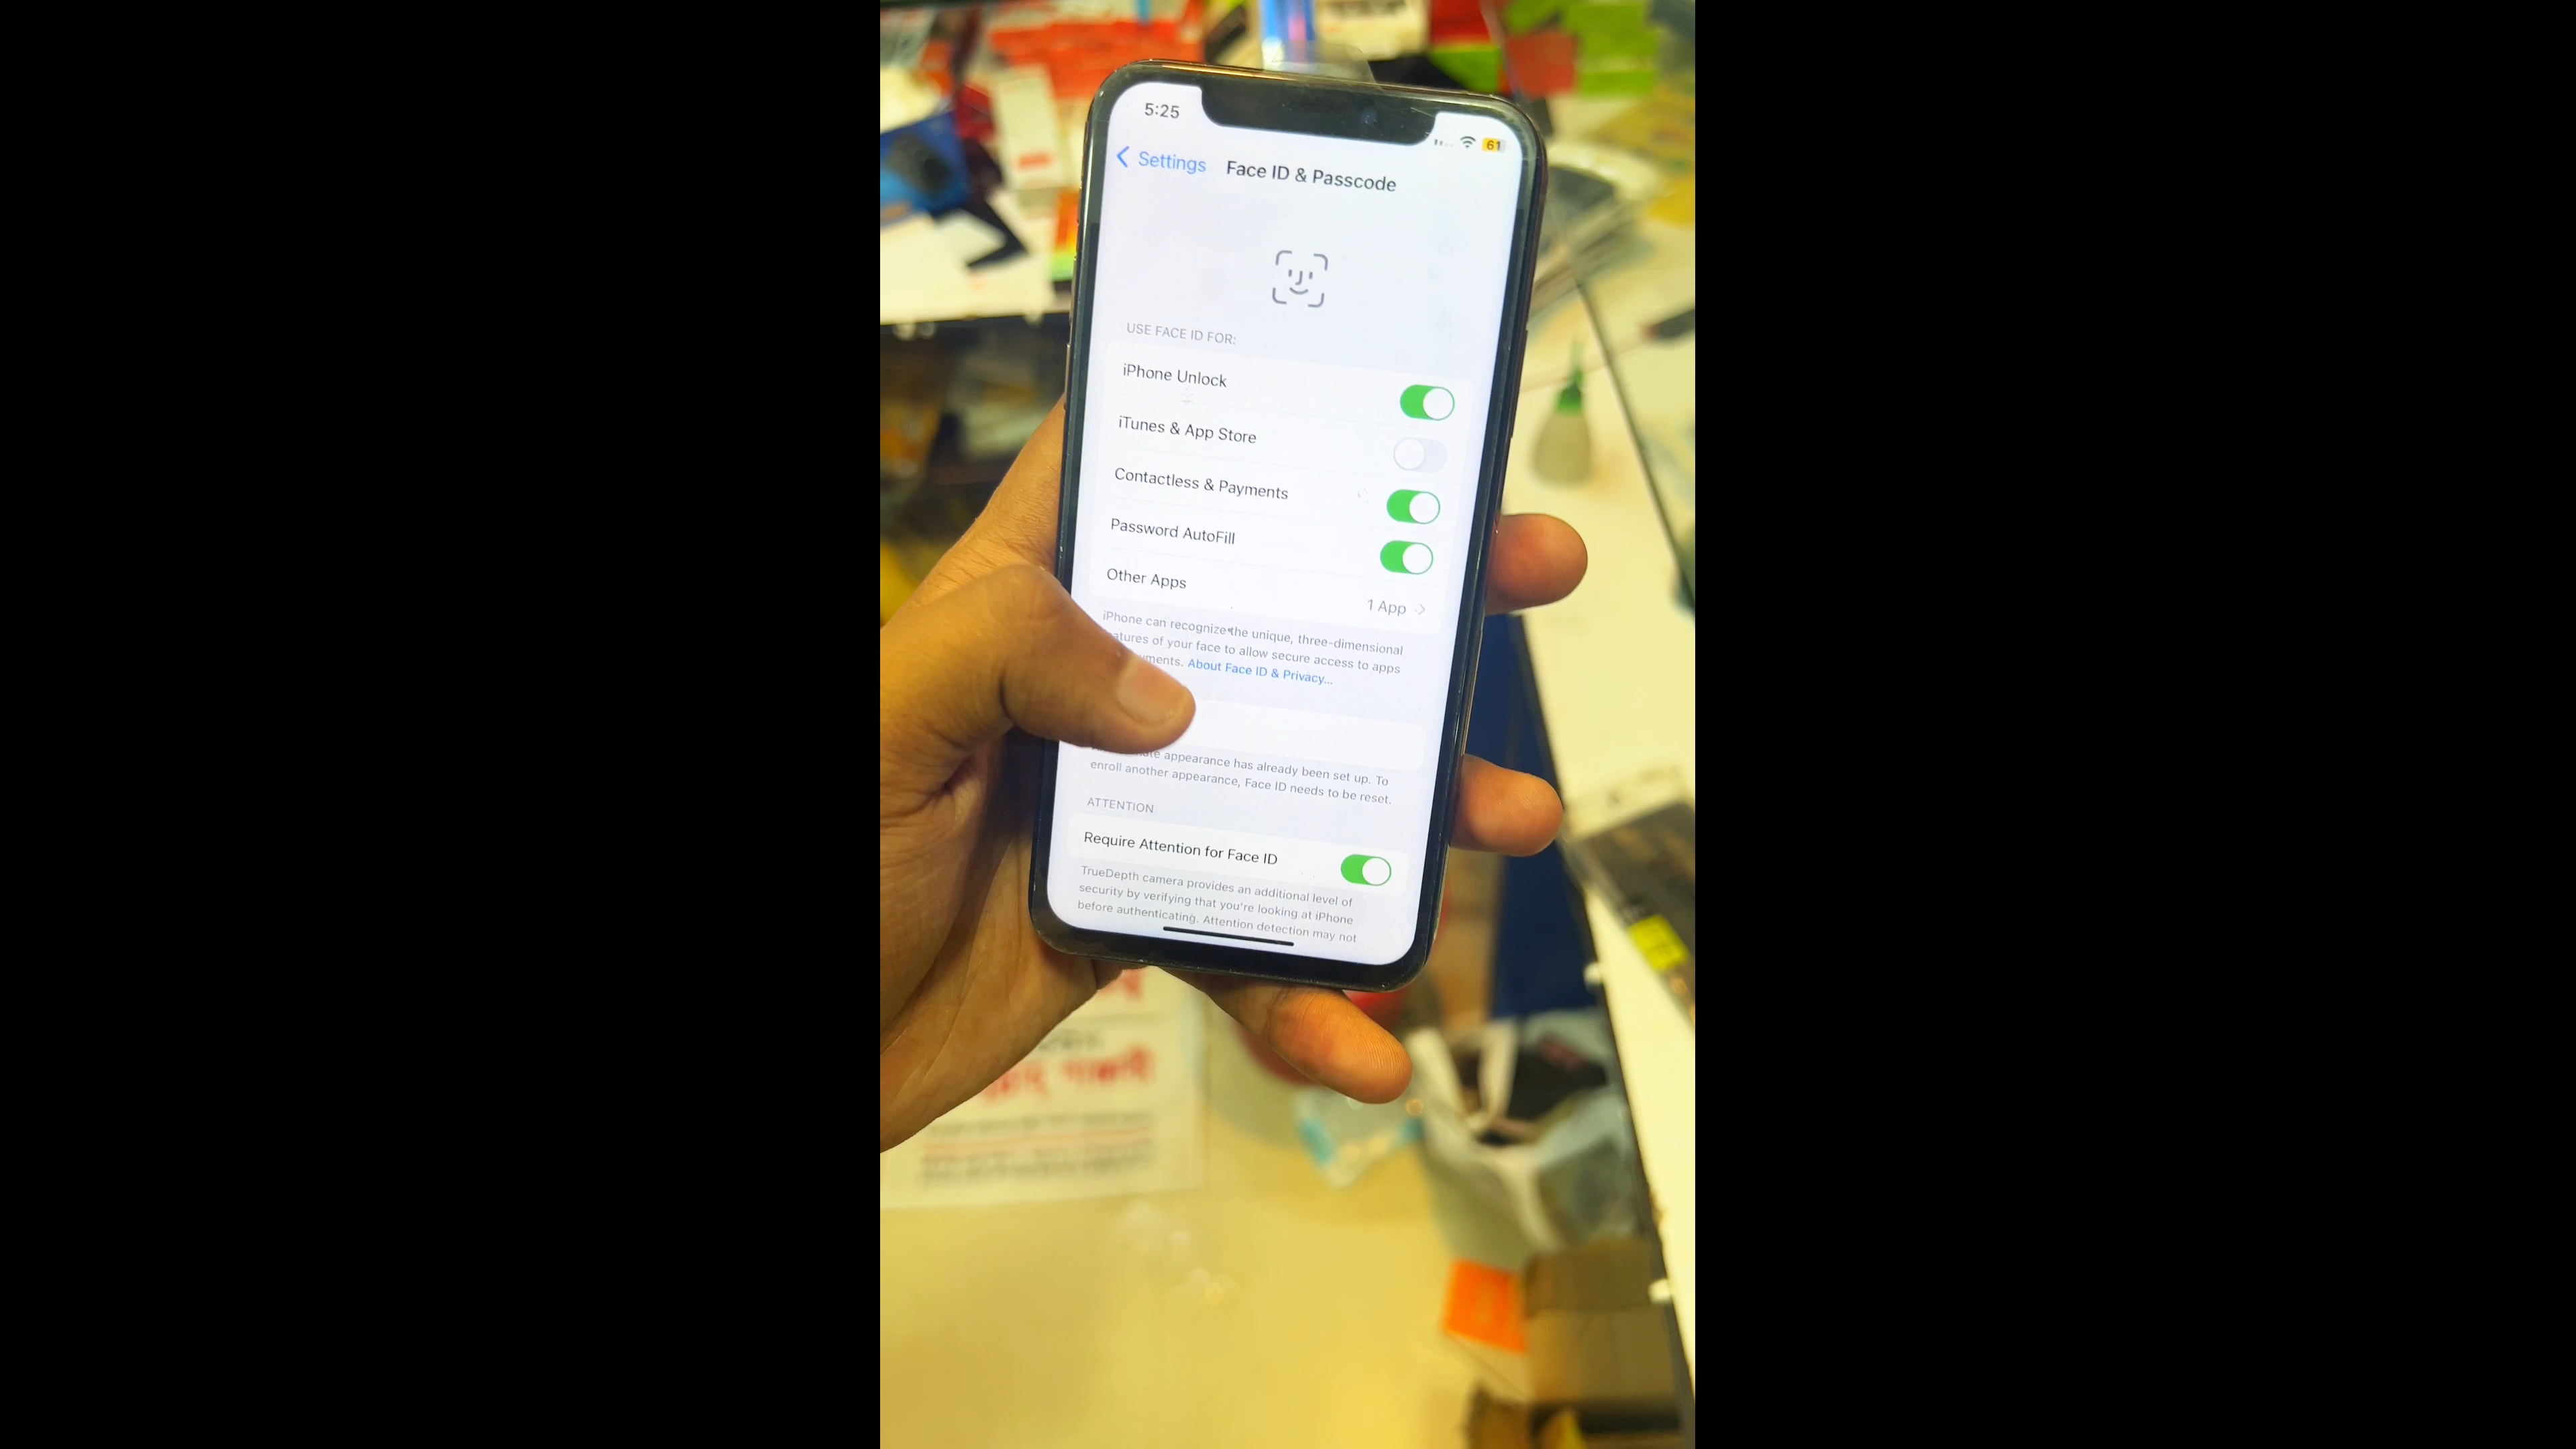 5:25
61
Settings
Face ID & Passcode
USE FACE ID FOR:
iPhone Unlock
iTunes & App Store
Contactless & Payments
Password AutoFill
Other Apps
1 App
iPhone can recognize the unique, three-dimensional
of your face to allow secure access to apps
About Face ID & Privacy...
appearance has already been set up. To
enroll another appearance, Face ID needs to be reset.
ATTENTION
Require Attention for Face ID
TrueDepth camera provides an additional level of
security by verifying that you're looking at iPhone
before authenticating. Attention detection may not